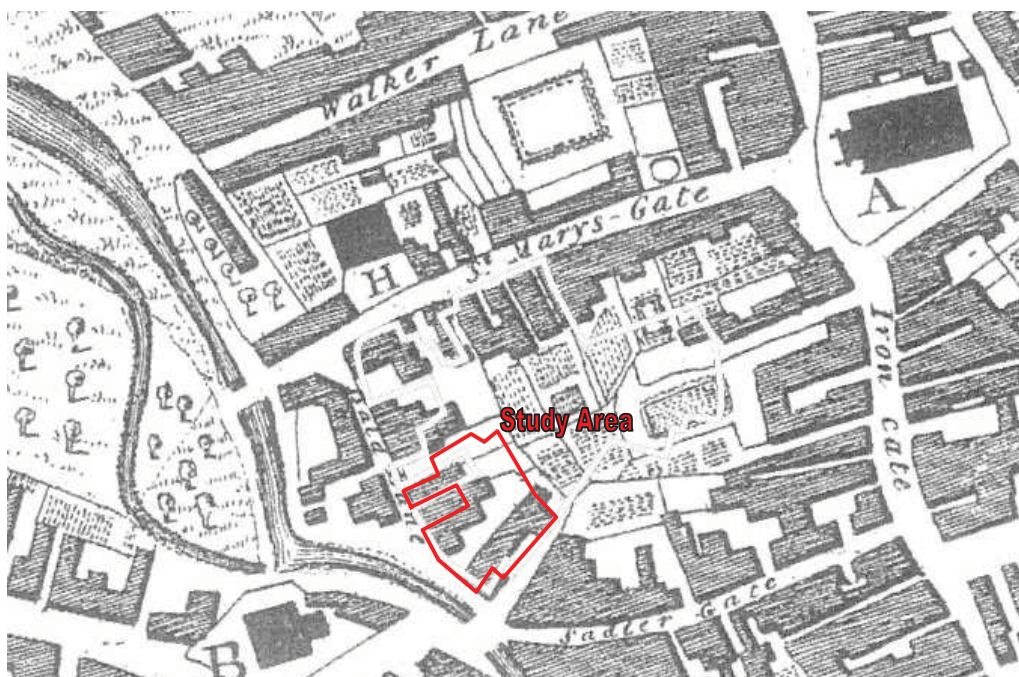 Walker Lane
A
St Marys-Gate
H
Iron Gate
Study Area
Sadler Gate
B